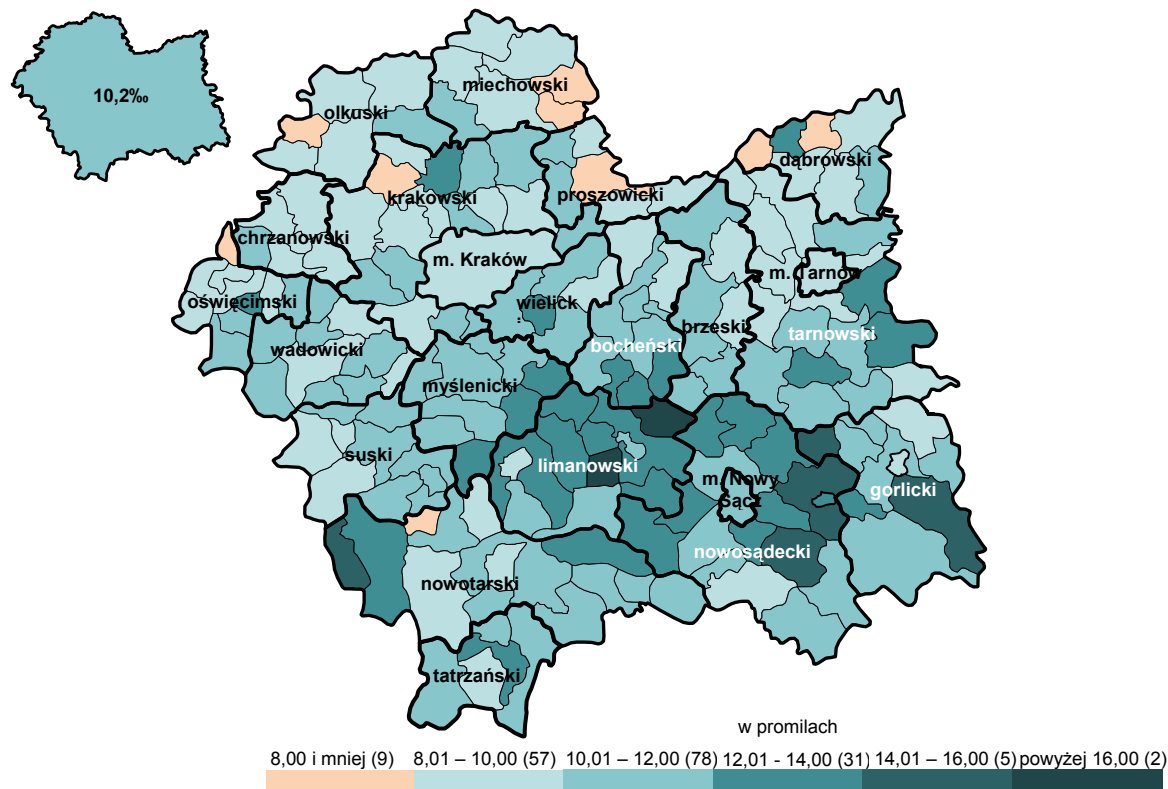 10,2‰
miechowski
olkuski
dąbrowski
krakowski
proszowicki
chrzanowski
m. Kraków
m. Tarnów
oświęcimski
wielick
brzeski
tarnowski
bocheński
wadowicki
myślenicki
suski
limanowski
m. Nowy
Sącz
gorlicki
nowosądecki
nowotarski
tatrzański
w promilach
8,00 i mniej (9) 8,01 – 10,00 (57) 10,01 – 12,00 (78) 12,01 - 14,00 (31) 14,01 – 16,00 (5) powyżej 16,00 (2)